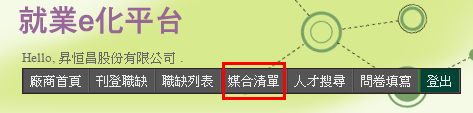 就業e化平台
Hello, 昇恒昌股份有限公司 .
廠商首頁 刊登職缺 職缺列表 媒合清單 人才搜尋 問卷填寫 登出